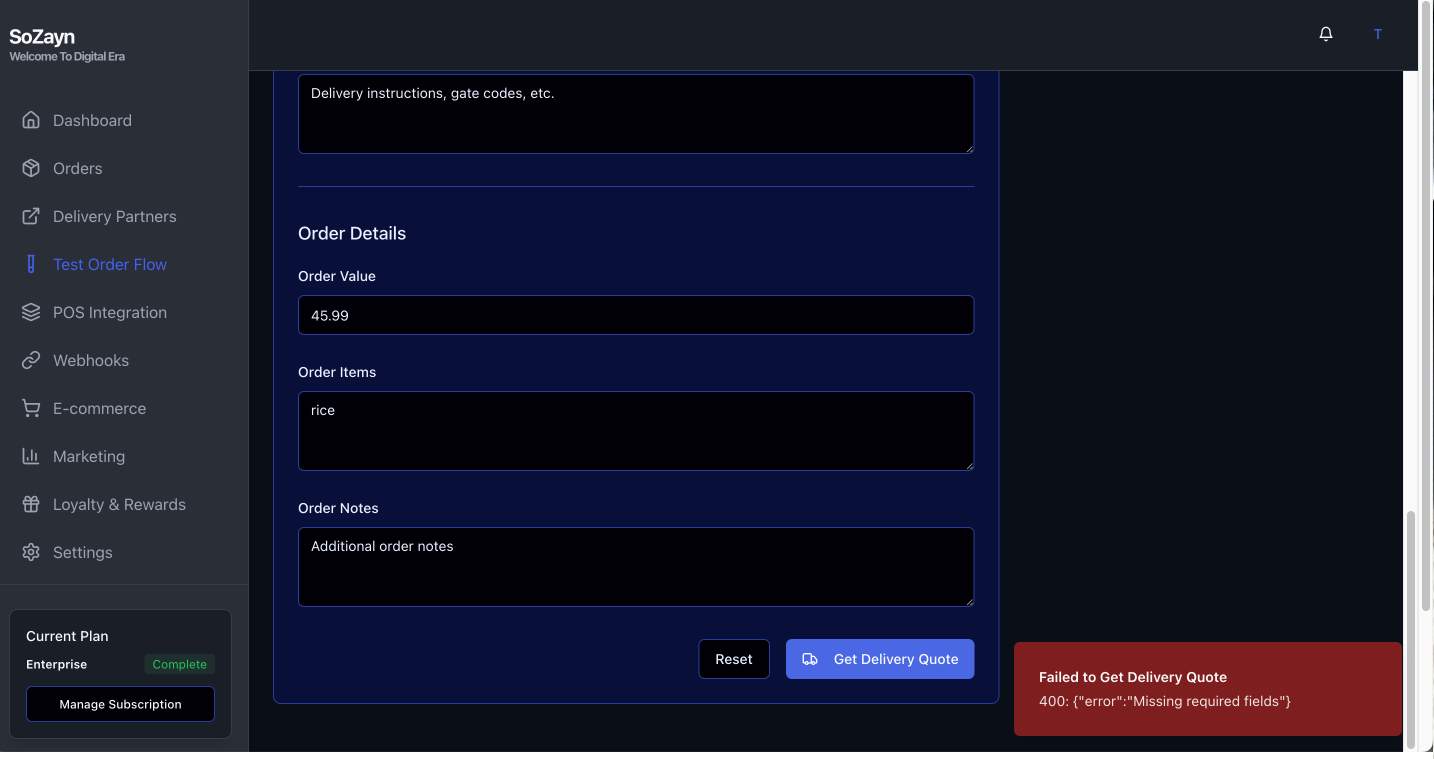 SoZayn
Welcome To Digital Era
T
Dashboard
Orders
Delivery Partners
Test Order Flow
POS Integration
Webhooks
E-commerce
Marketing
Loyalty & Rewards
Settings
Current Plan
Enterprise Complete
Manage Subscription
Delivery instructions, gate codes, etc.
Order Details
Order Value
45.99
Order Items
rice
Order Notes
Additional order notes
Reset Get Delivery Quote
Failed to Get Delivery Quote
400: {"error":"Missing required fields"}